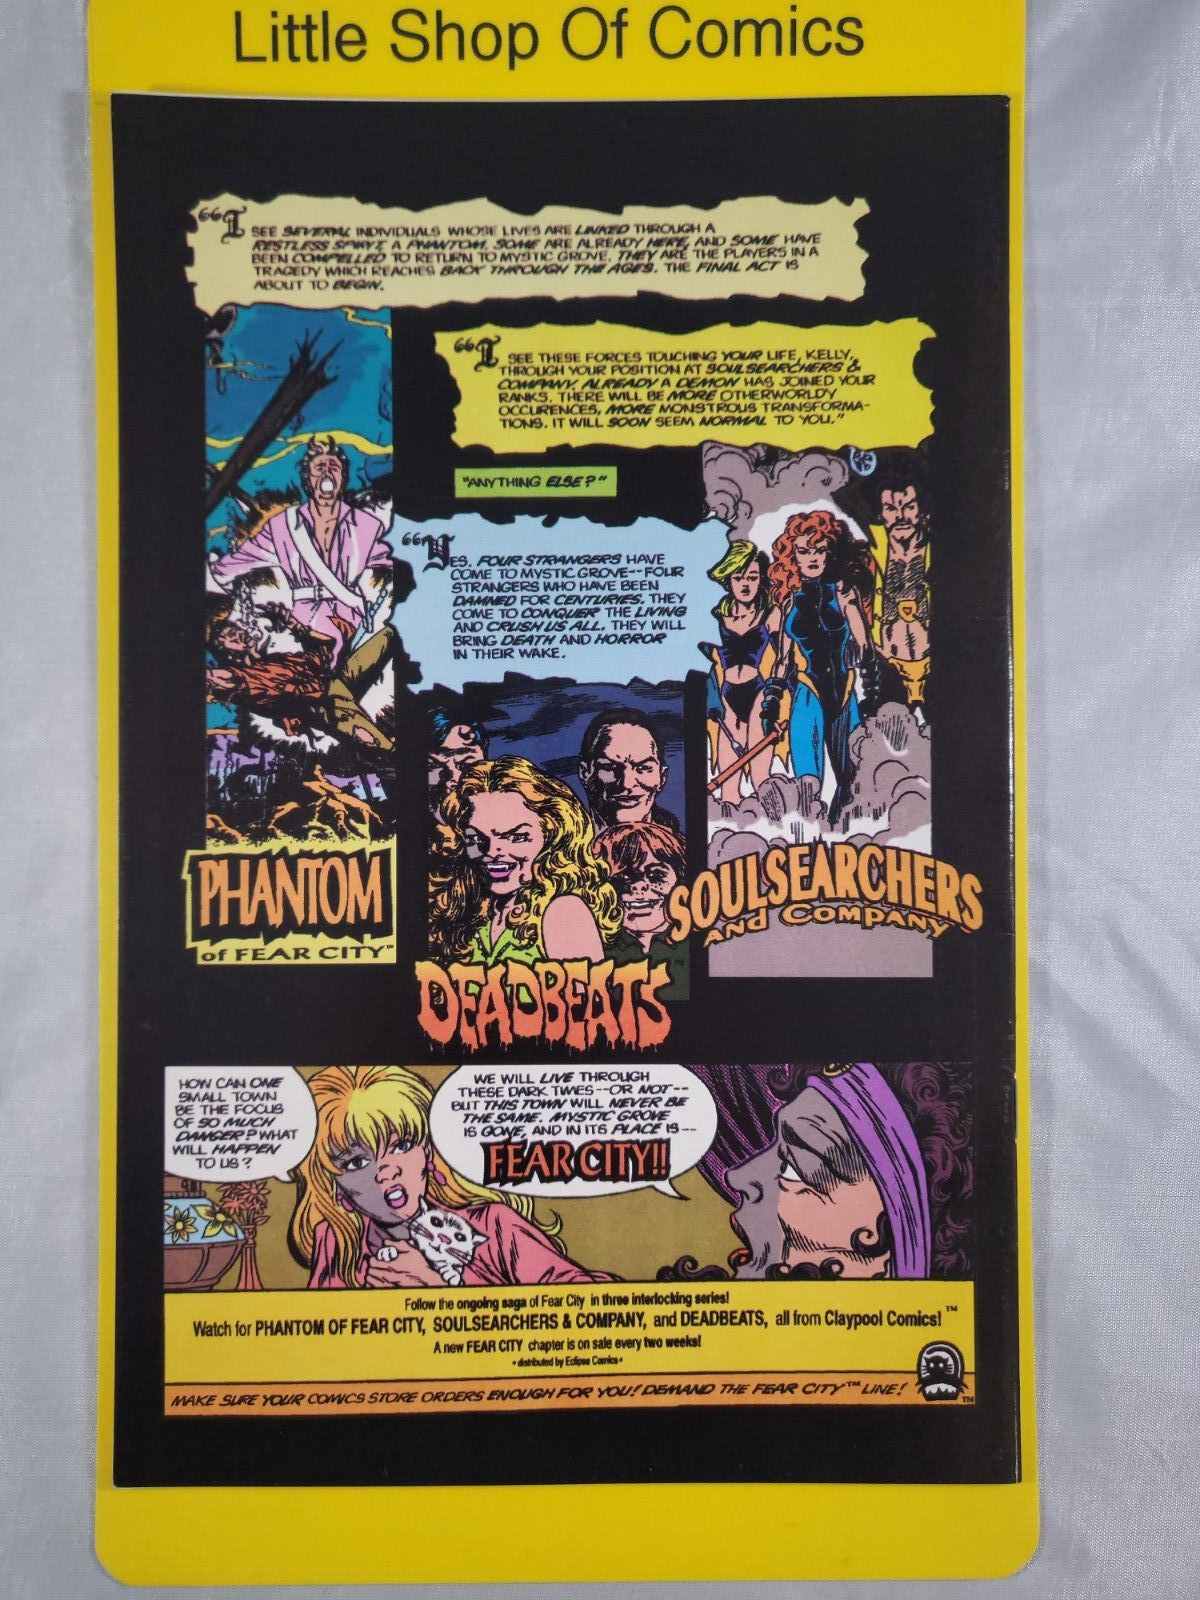 Little Shop Of Comics
“I SEE SEVERAL INDIVIDUALS WHOSE LIVES ARE LINKED THROUGH A
RESTLESS SPIRIT, A PHANTOM. SOME ARE ALREADY HERE, AND SOME HAVE
BEEN COMPELLED TO RETURN TO MYSTIC GROVE. THEY ARE THE PLAYERS IN A
TRAGEDY WHICH REACHES BACK THROUGH THE AGES. THE FINAL ACT IS
ABOUT TO BEGIN.
“I SEE THESE FORCES TOUCHING YOUR LIFE, KELLY,
THROUGH YOUR POSITION AT SOULSEARCHERS &
COMPANY. ALREADY A DEMON HAS JOINED YOUR
RANKS. THERE WILL BE MORE OTHERWORLDY
OCCURENCES, MORE MONSTROUS TRANSFORMA-
TIONS. IT WILL SOON SEEM NORMAL TO YOU.”
“ANYTHING ELSE?”
“YES. FOUR STRANGERS HAVE
COME TO MYSTIC GROVE--FOUR
STRANGERS WHO HAVE BEEN
DAMNED FOR CENTURIES. THEY
COME TO CONQUER THE LIVING
AND CRUSH US ALL. THEY WILL
BRING DEATH AND HORROR
IN THEIR WAKE.
PHANTOM
of FEAR CITY™
DEADBEATS™
SOULSEARCHERS
AND COMPANY
HOW CAN ONE
SMALL TOWN
BE THE FOCUS
OF SO MUCH
DANGER? WHAT
WILL HAPPEN
TO US?
WE WILL LIVE THROUGH
THESE DARK TIMES--OR NOT--
BUT THIS TOWN WILL NEVER BE
THE SAME. MYSTIC GROVE
IS GONE, AND IN ITS PLACE IS--
FEAR CITY!!
Follow the ongoing saga of Fear City in three interlocking series!
Watch for PHANTOM OF FEAR CITY, SOULSEARCHERS & COMPANY, and DEADBEATS, all from Claypool Comics!™
A new FEAR CITY chapter is on sale every two weeks!
• distributed by Eclipse Comics •
MAKE SURE YOUR COMICS STORE ORDERS ENOUGH FOR YOU! DEMAND THE FEAR CITY™ LINE!
TM